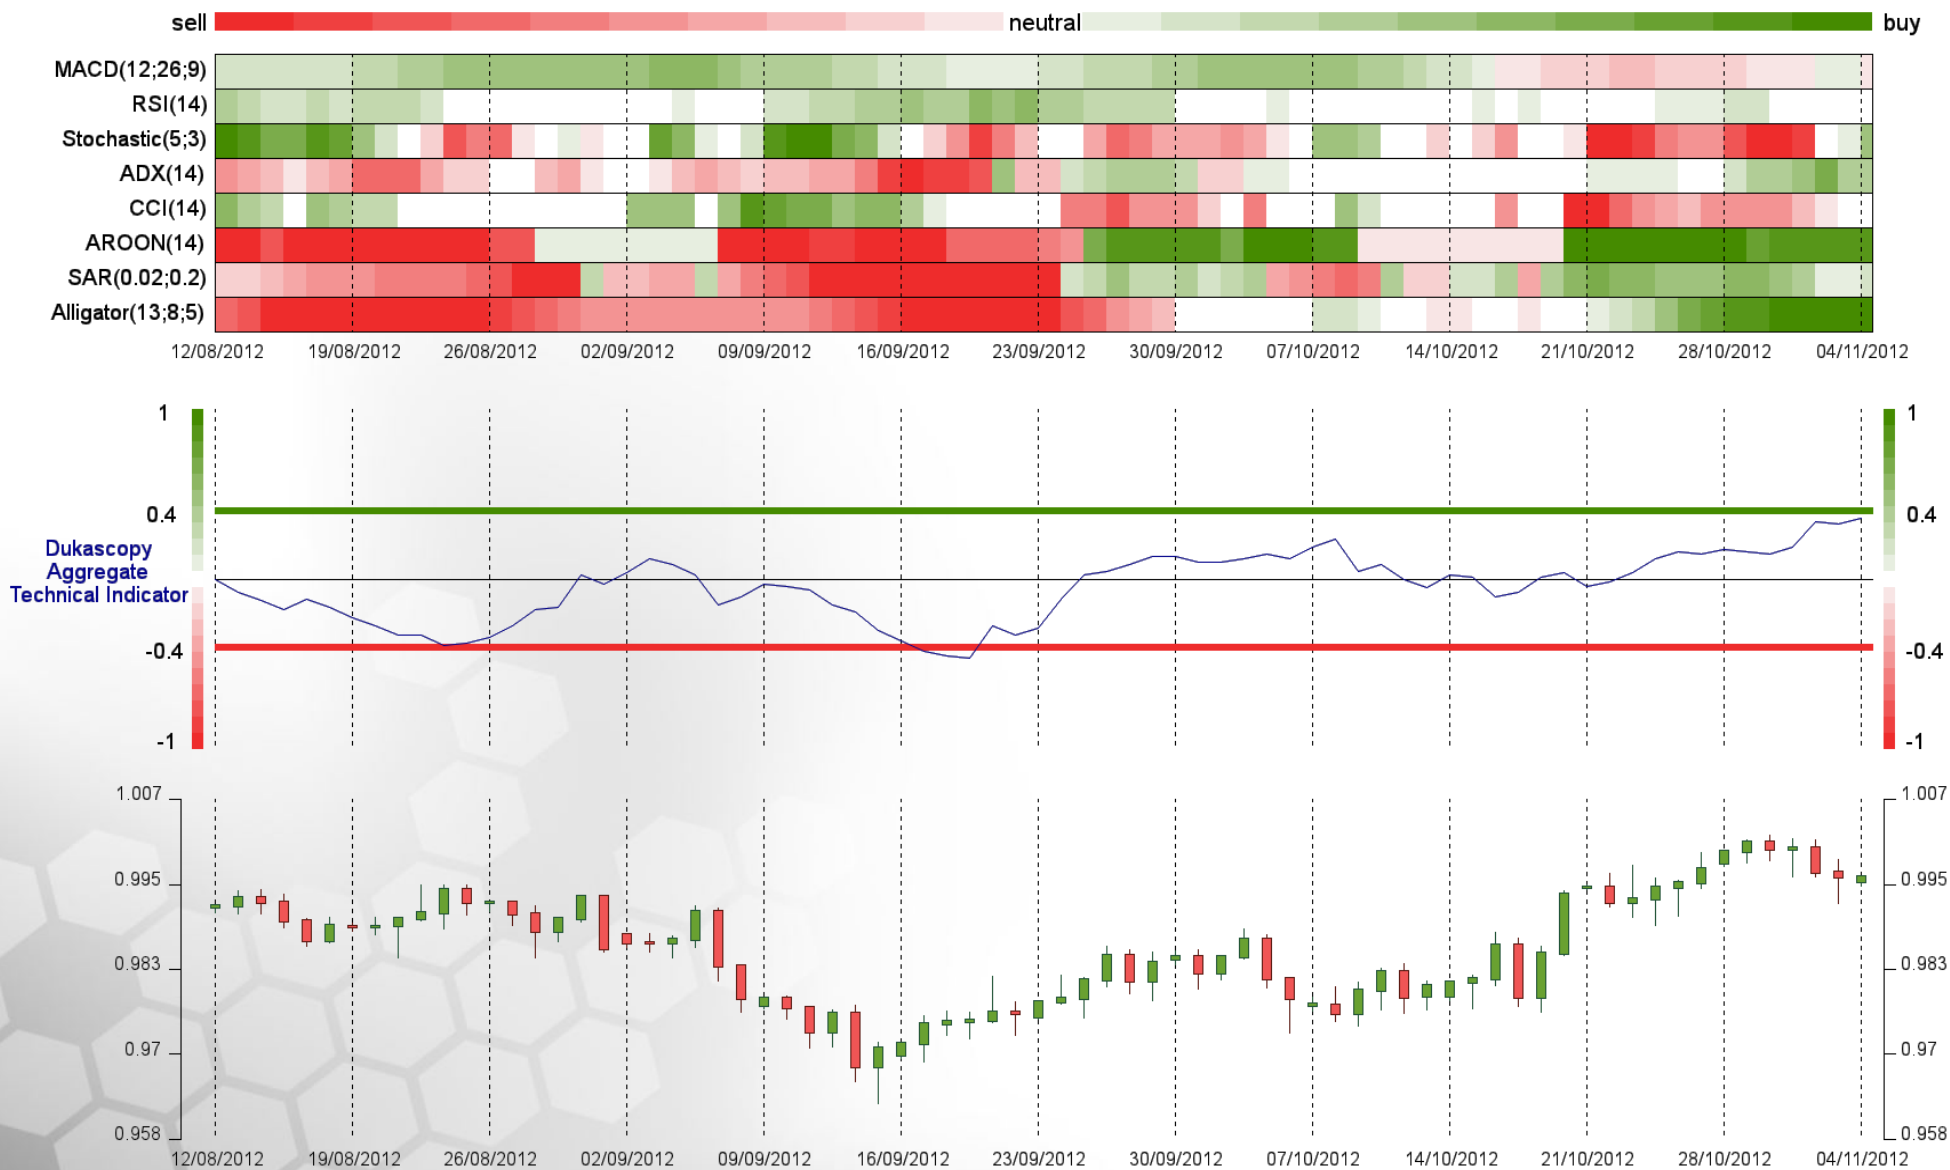 sell neutral buy
MACD(12;26;9)
RSI(14)
Stochastic(5;3)
ADX(14)
CCI(14)
AROON(14)
SAR(0.02;0.2)
Alligator(13;8;5)
12/08/2012 19/08/2012 26/08/2012 02/09/2012 09/09/2012 16/09/2012 23/09/2012 30/09/2012 07/10/2012 14/10/2012 21/10/2012 28/10/2012 04/11/2012
1 1
0.4 0.4
Dukascopy
Aggregate
Technical Indicator
-0.4 -0.4
-1 -1
1.007 1.007
0.995 0.995
0.983 0.983
0.97 0.97
0.958 0.958
12/08/2012 19/08/2012 26/08/2012 02/09/2012 09/09/2012 16/09/2012 23/09/2012 30/09/2012 07/10/2012 14/10/2012 21/10/2012 28/10/2012 04/11/2012